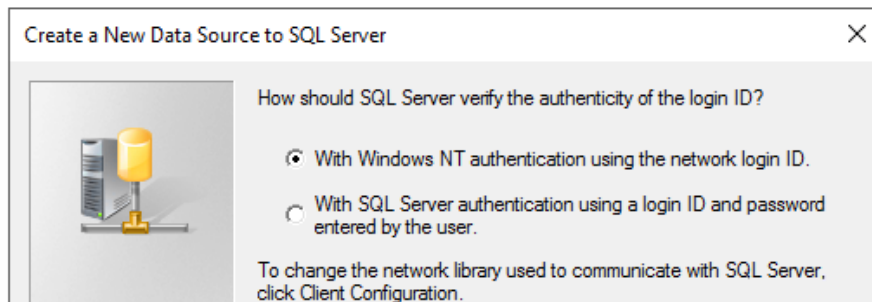 Create a New Data Source to SQL Server
How should SQL Server verify the authenticity of the login ID?
With Windows NT authentication using the network login ID.
With SQL Server authentication using a login ID and password
entered by the user.
To change the network library used to communicate with SQL Server,
click Client Configuration.